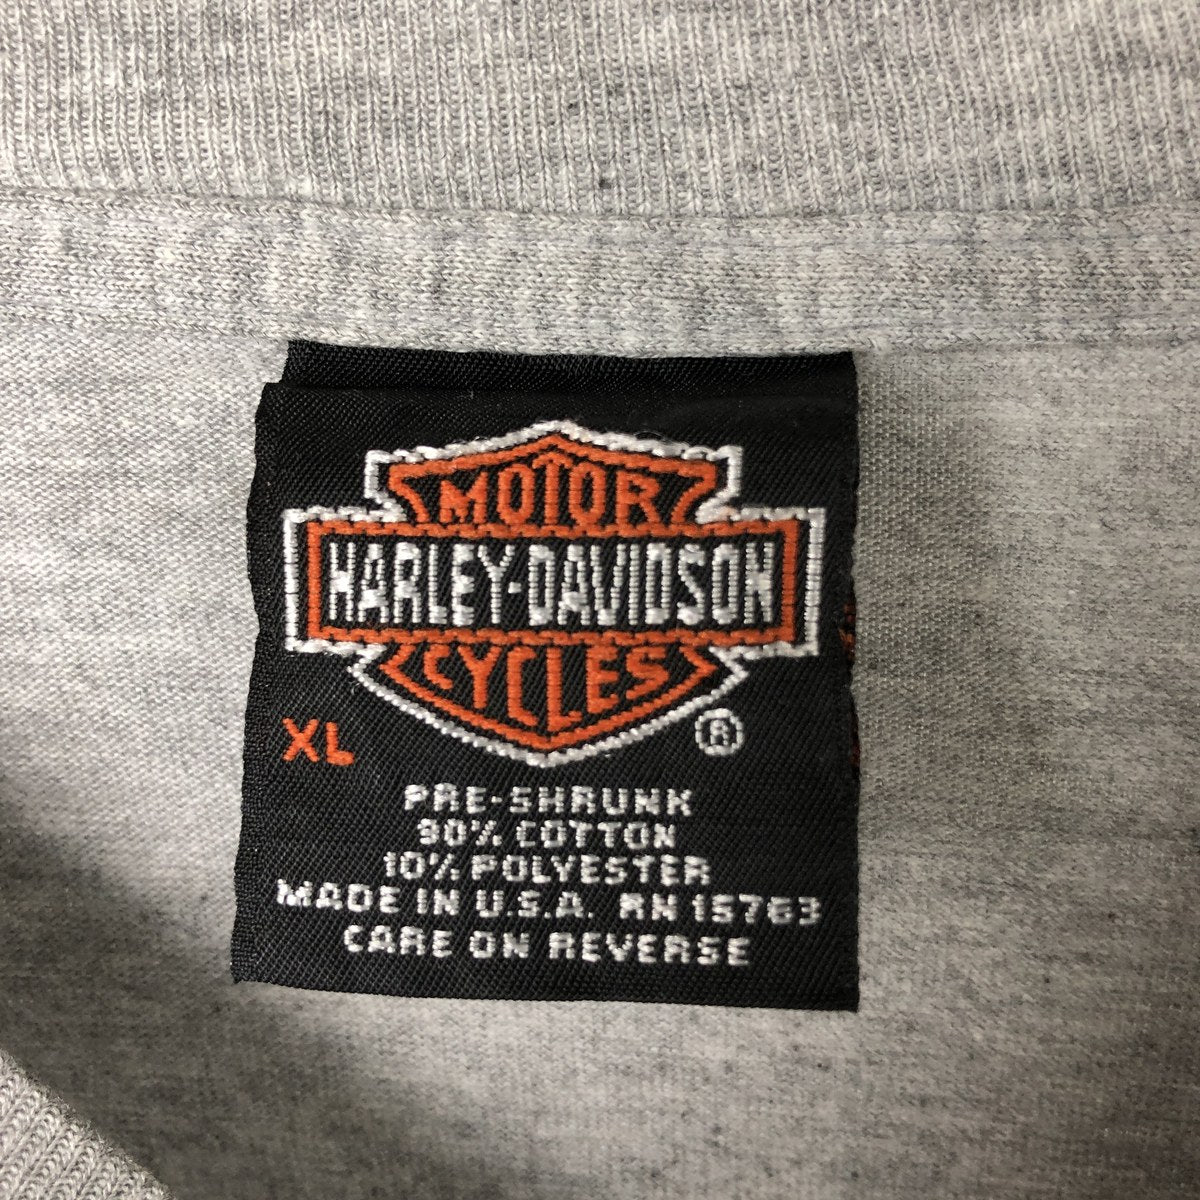 MOTOR
HARLEY-DAVIDSON
CYCLES
XL ®
PRE-SHRUNK
90% COTTON
10% POLYESTER
MADE IN U.S.A. RN 15763
CARE ON REVERSE